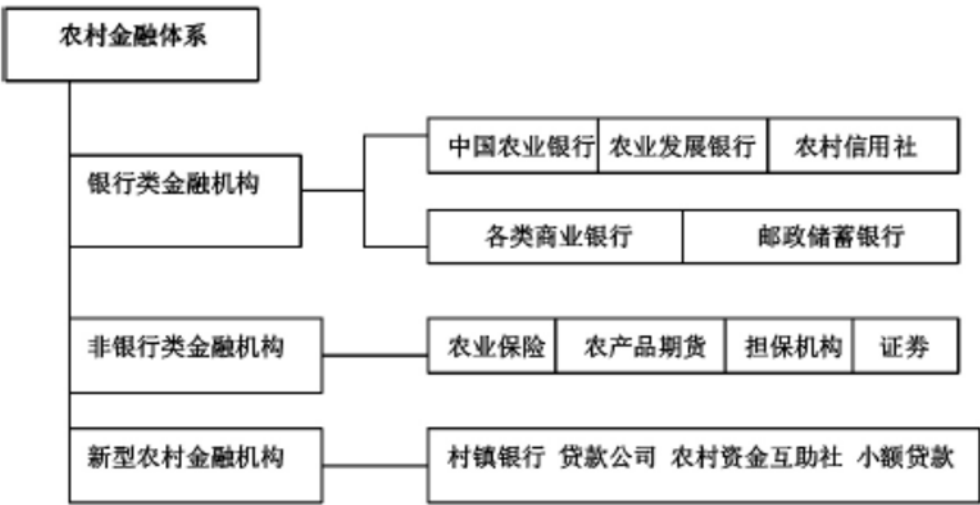 农村金融体系
中国农业银行 农业发展银行 农村信用社
银行类金融机构
各类商业银行 邮政储蓄银行
非银行类金融机构 农业保险 农产品期货 担保机构 证券
新型农村金融机构 村镇银行 贷款公司 农村资金互助社 小额贷款